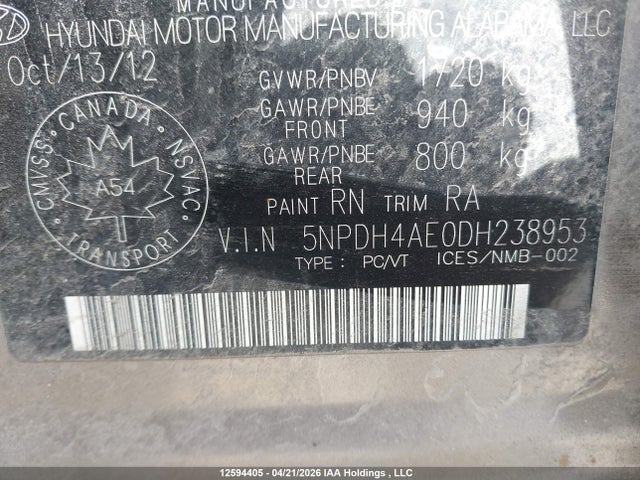 MANUFACTURED BY
HYUNDAI MOTOR MANUFACTURING ALABAMA, LLC
Oct/13/12
GVWR/PNBV 1720 kg
GAWR/PNBE FRONT 940 kg
GAWR/PNBE REAR 800 kg
CANADA
CMVSS NSVAC
A54
TRANSPORT
PAINT RN TRIM RA
V.I.N 5NPDH4AE0DH238953
TYPE: PC/VT ICES/NMB-002
12594405 - 04/21/2026 IAA Holdings , LLC